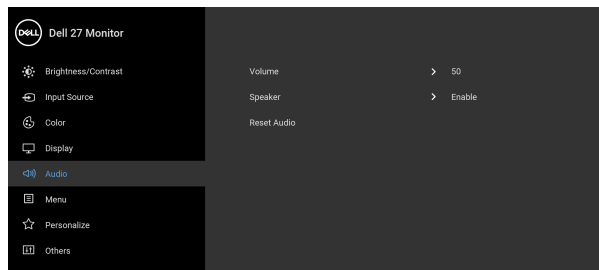 DELL Dell 27 Monitor
Brightness/Contrast
Volume > 50
Input Source
Speaker > Enable
Color
Reset Audio
Display
Audio
Menu
Personalize
Others